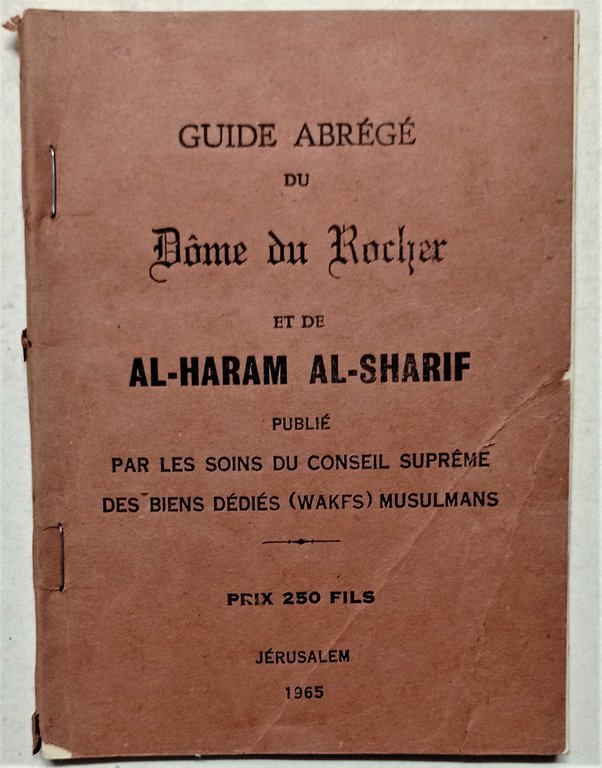 GUIDE ABRÉGÉ
DU
Dôme du Rocher
ET DE
AL-HARAM AL-SHARIF
PUBLIÉ
PAR LES SOINS DU CONSEIL SUPRÊME
DES BIENS DÉDIÉS (WAKFS) MUSULMANS
PRIX 250 FILS
JÉRUSALEM
1965